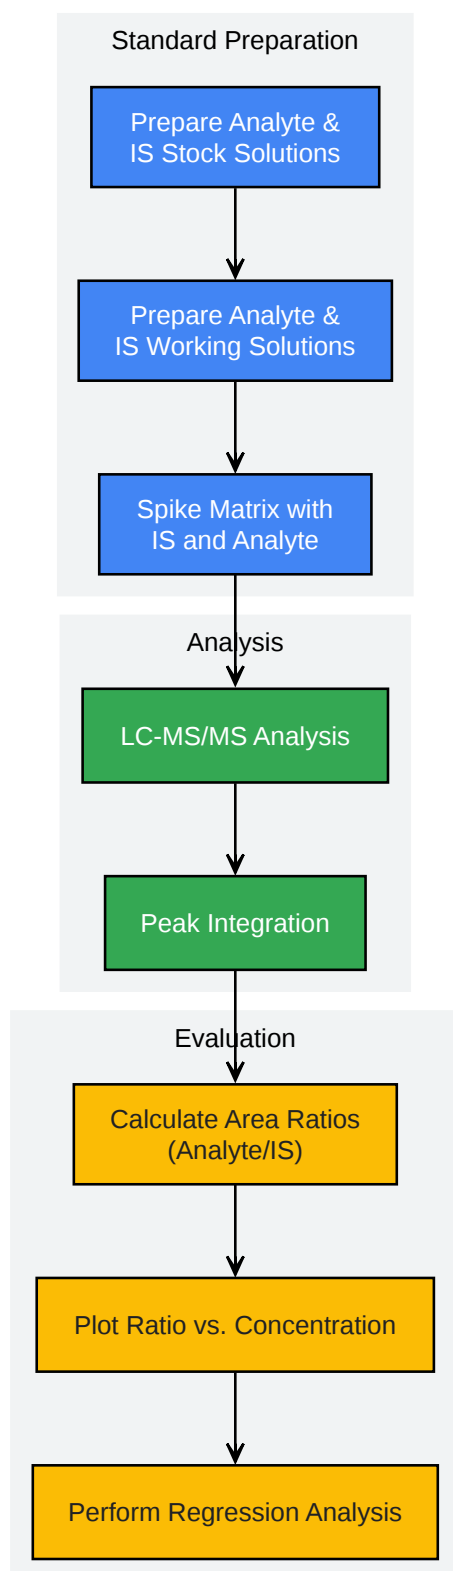 Standard Preparation
Prepare Analyte &
IS Stock Solutions
Prepare Analyte &
IS Working Solutions
Spike Matrix with
IS and Analyte
Analysis
LC-MS/MS Analysis
Peak Integration
Evaluation
Calculate Area Ratios
(Analyte/IS)
Plot Ratio vs. Concentration
Perform Regression Analysis